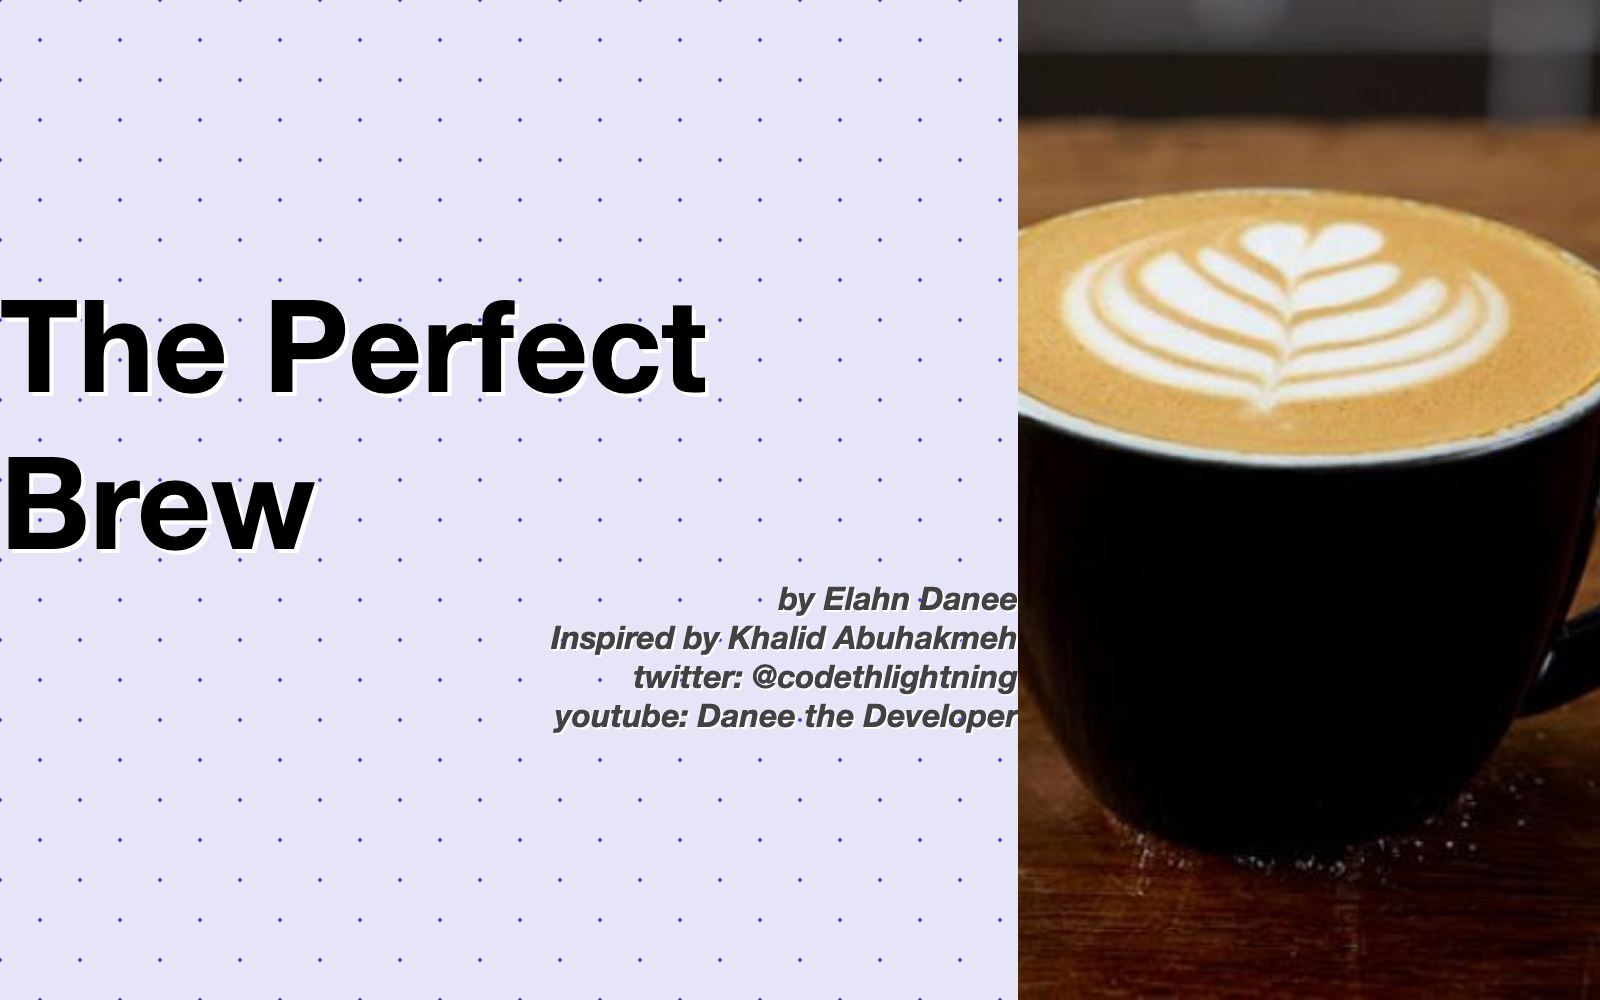 The Perfect
Brew
by Elahn Danee
Inspired by Khalid Abuhakmeh
twitter: @codethlightning
youtube: Danee the Developer